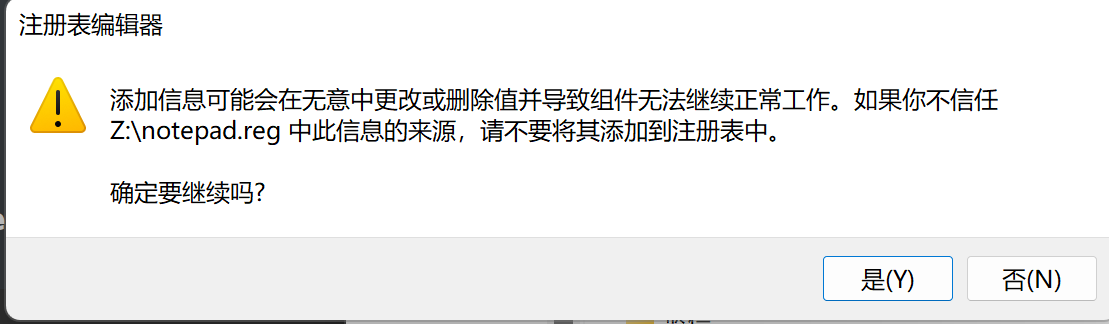 注册表编辑器
添加信息可能会在无意中更改或删除值并导致组件无法继续正常工作。如果你不信任
Z:\notepad.reg 中此信息的来源，请不要将其添加到注册表中。
确定要继续吗?
是(Y)
否(N)